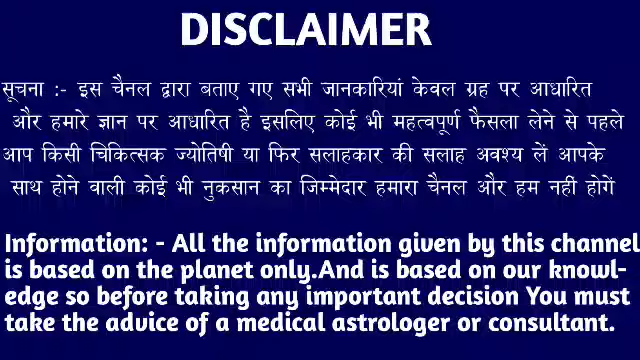 DISCLAIMER
सूचना :- इस चैनल द्वारा बताए गए सभी जानकारियां केवल ग्रह पर आधारित
और हमारे ज्ञान पर आधारित है इसलिए कोई भी महत्वपूर्ण फैसला लेने से पहले
आप किसी चिकित्सक ज्योतिषी या फिर सलाहकार की सलाह अवश्य लें आपके
साथ होने वाली कोई भी नुकसान का जिम्मेदार हमारा चैनल और हम नहीं होगें
Information: - All the information given by this channel
is based on the planet only.And is based on our knowl-
edge so before taking any important decision You must
take the advice of a medical astrologer or consultant.